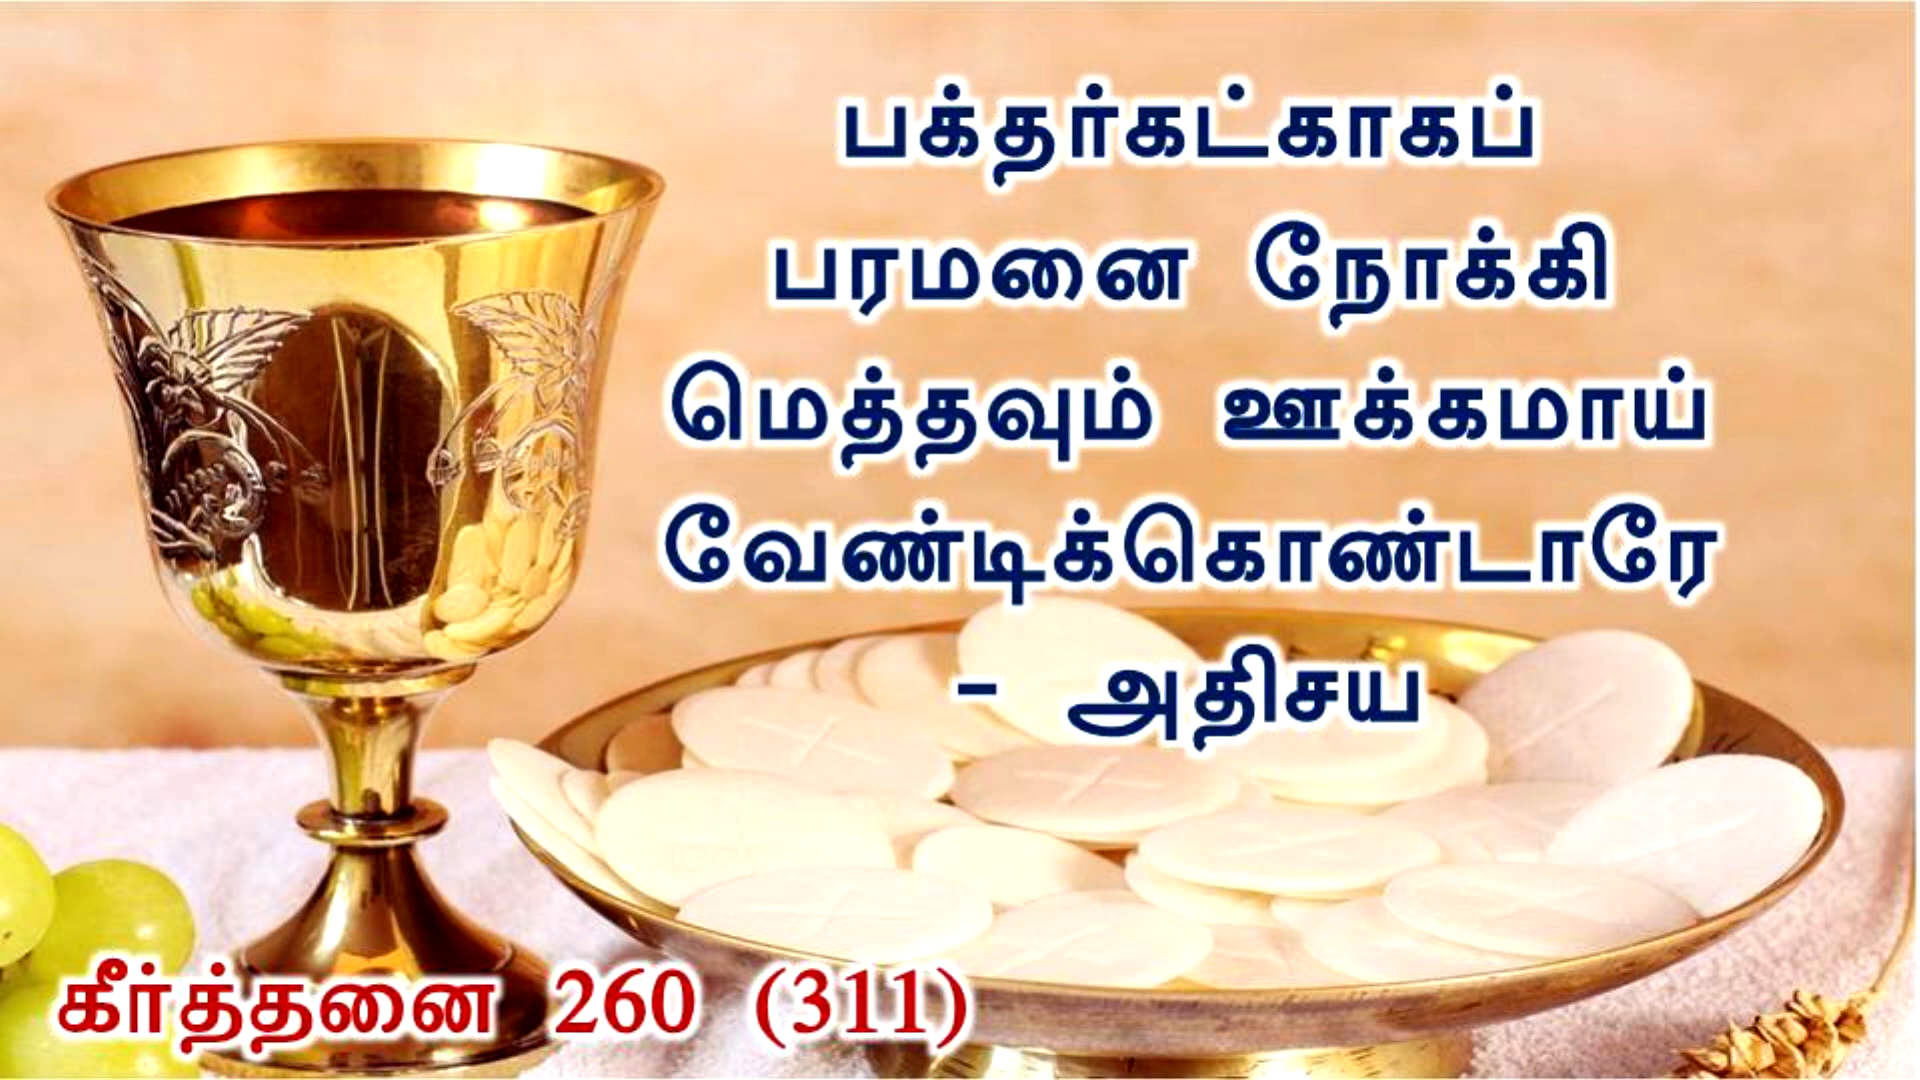 பக்தர்கட்காகப்
பரமனை நோக்கி
மெத்தவும் ஊக்கமாய்
வேண்டிக்கொண்டாரே
- அதிசய
கீர்த்தனை 260 (311)